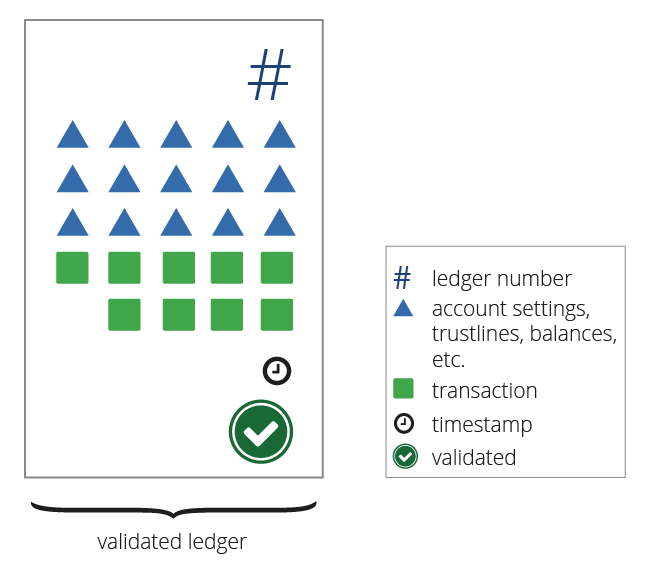 #
validated ledger
# ledger number
account settings,
trustlines, balances,
etc.
transaction
timestamp
validated